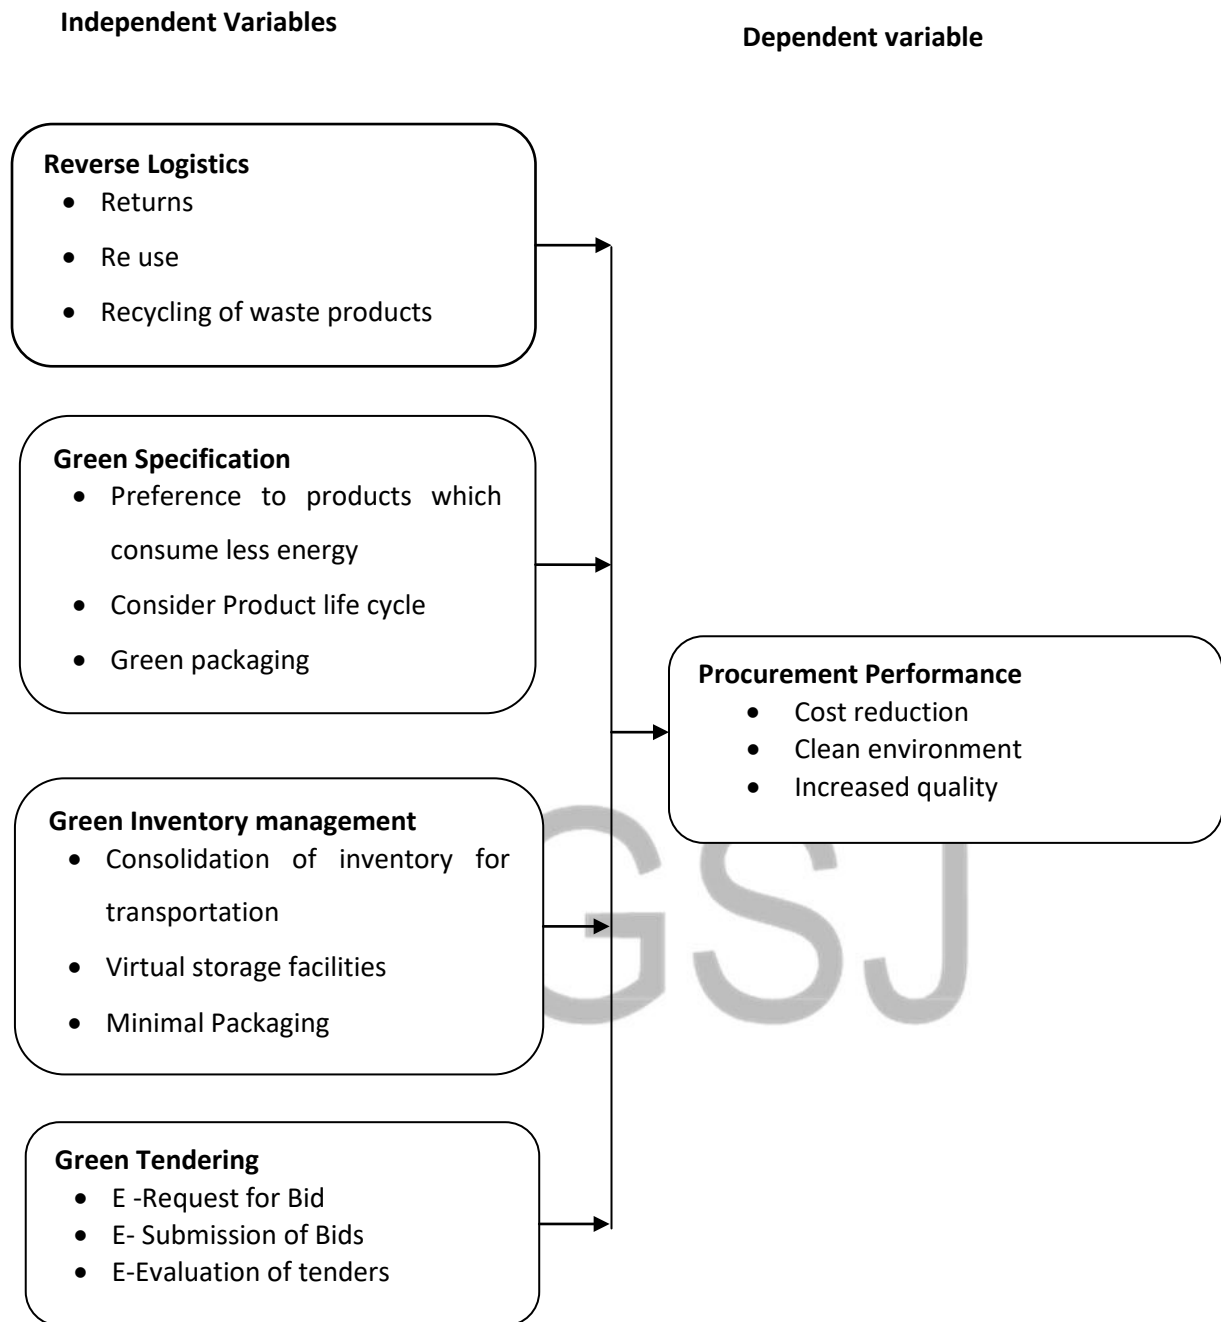 Independent Variables
Dependent variable
Reverse Logistics
• Returns
• Re use
• Recycling of waste products
Green Specification
• Preference to products which
consume less energy
• Consider Product life cycle
• Green packaging
Procurement Performance
• Cost reduction
• Clean environment
• Increased quality
Green Inventory management
• Consolidation of inventory for
transportation
• Virtual storage facilities
• Minimal Packaging
GSJ
Green Tendering
• E -Request for Bid
• E- Submission of Bids
• E-Evaluation of tenders